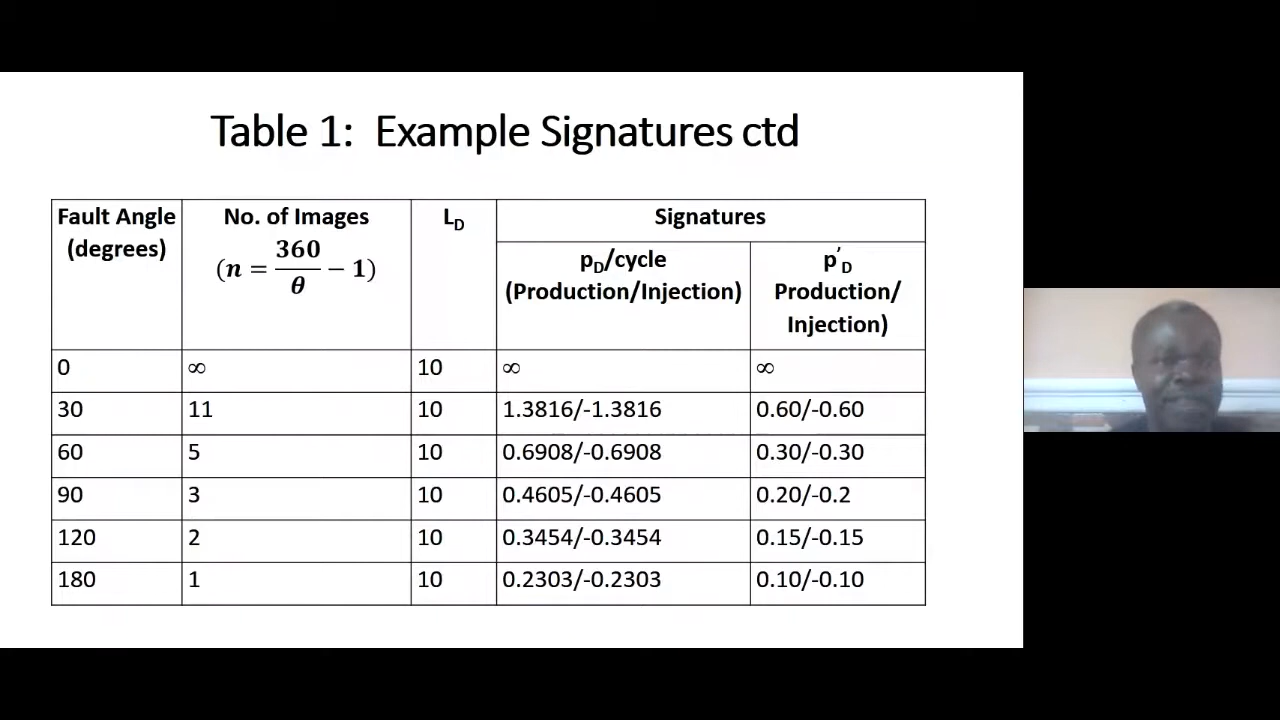 Table 1: Example Signatures ctd
Fault Angle (degrees) | No. of Images (n = 360/θ − 1) | L_D | Signatures
p_D/cycle (Production/Injection) | p'_D Production/ Injection)
0 | ∞ | 10 | ∞ | ∞
30 | 11 | 10 | 1.3816/-1.3816 | 0.60/-0.60
60 | 5 | 10 | 0.6908/-0.6908 | 0.30/-0.30
90 | 3 | 10 | 0.4605/-0.4605 | 0.20/-0.2
120 | 2 | 10 | 0.3454/-0.3454 | 0.15/-0.15
180 | 1 | 10 | 0.2303/-0.2303 | 0.10/-0.10